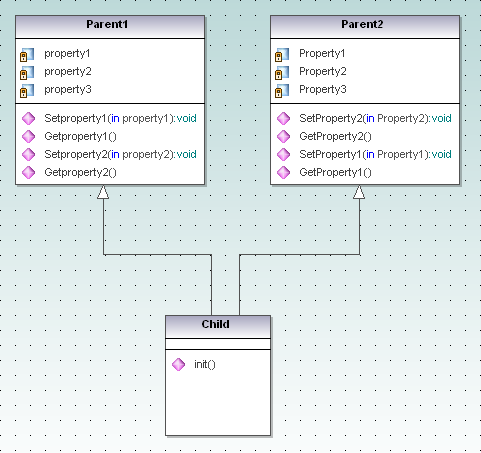 Parent1
property1
property2
property3
Setproperty1(in property1):void
Getproperty1()
Setproperty2(in property2):void
Getproperty2()
Parent2
Property1
Property2
Property3
SetProperty2(in Property2):void
GetProperty2()
SetProperty1(in Property1):void
GetProperty1()
Child
init()